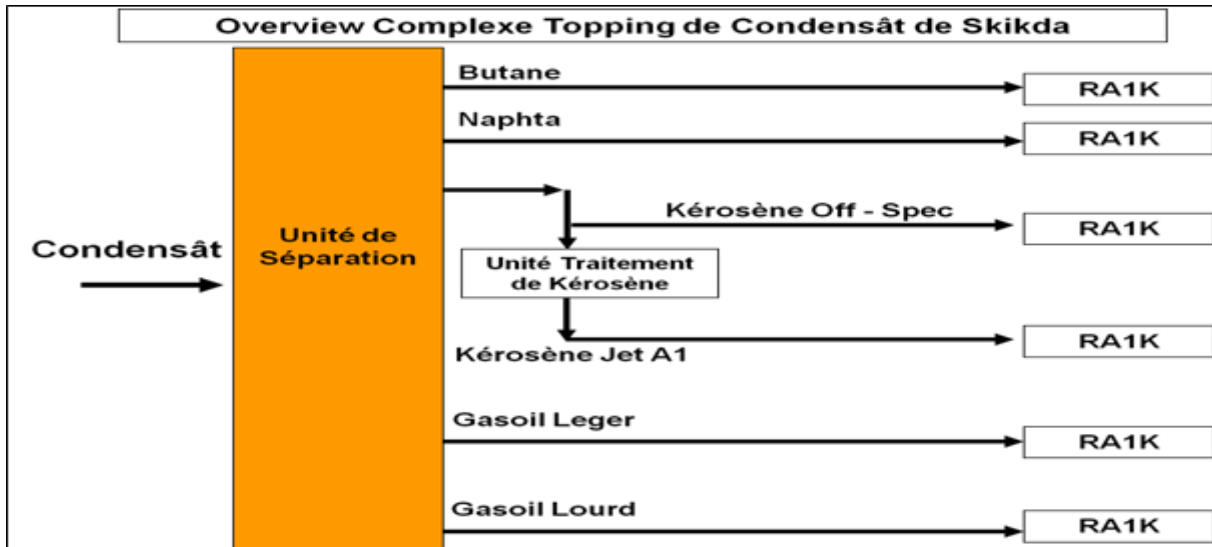 Overview Complexe Topping de Condensât de Skikda
Butane
RA1K
Naphta
RA1K
Kérosène Off - Spec
RA1K
Condensât
Unité de
Séparation
Unité Traitement
de Kérosène
Kérosène Jet A1
RA1K
Gasoil Leger
RA1K
Gasoil Lourd
RA1K